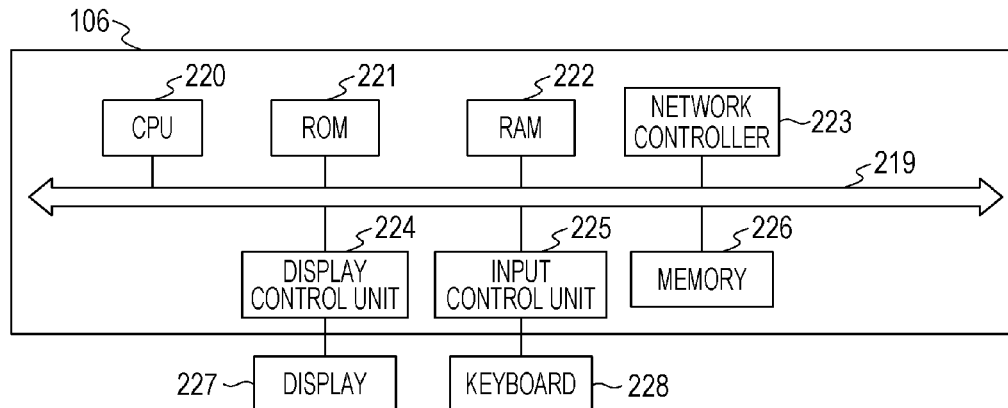 106
220
221
222
CPU
ROM
RAM
NETWORK
CONTROLLER
223
219
224
225
226
DISPLAY
CONTROL UNIT
INPUT
CONTROL UNIT
MEMORY
227
DISPLAY
KEYBOARD
228